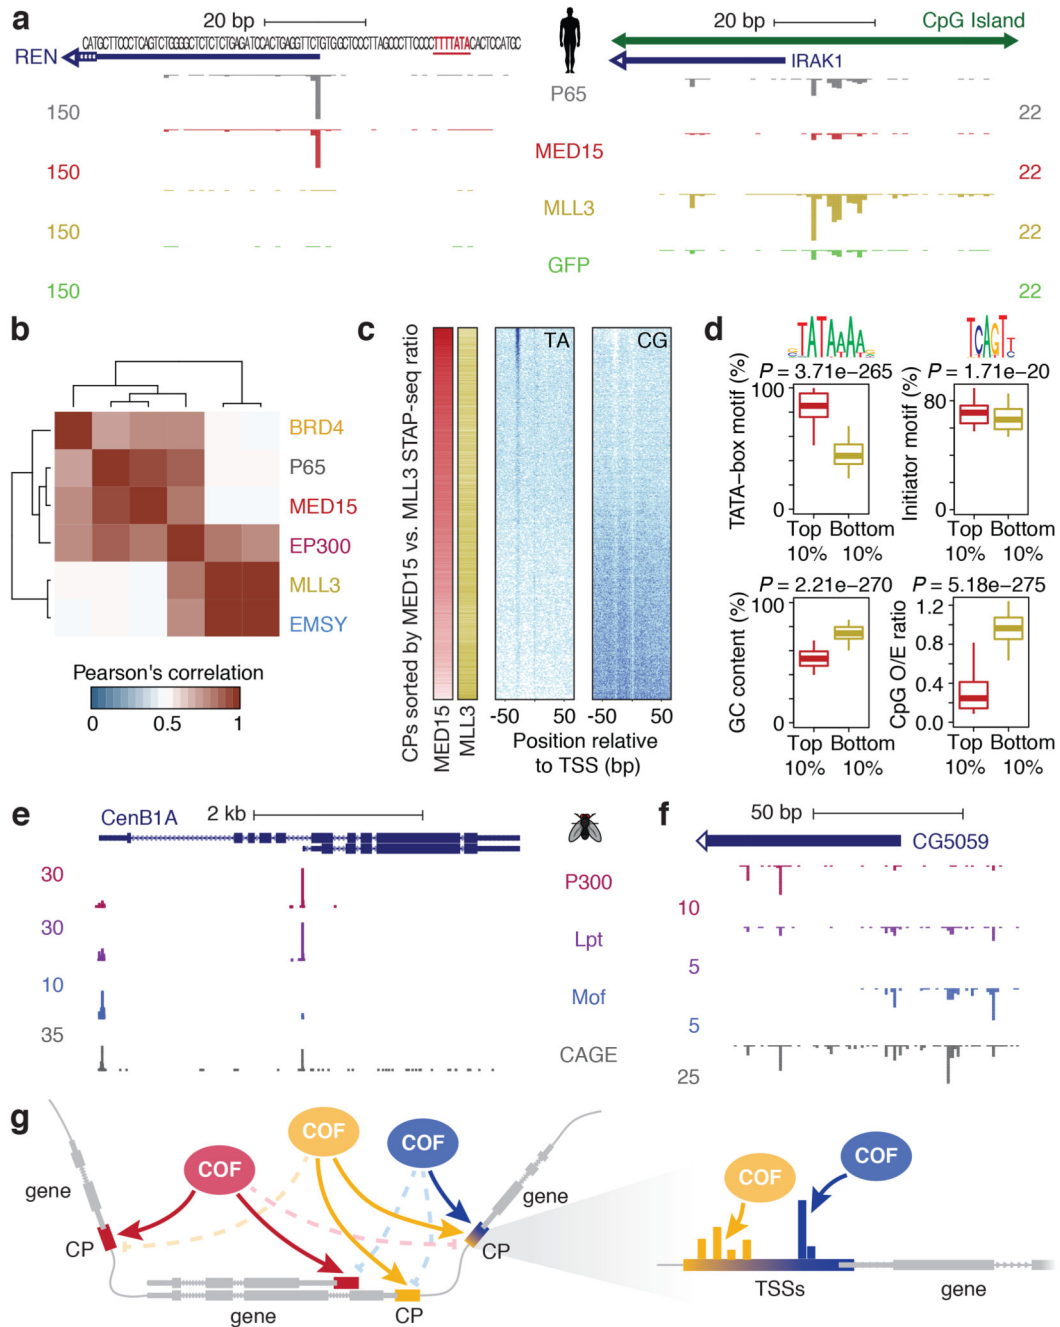 a
20 bp
CATGCTTCCCTCAGTCTGGGGCTCTCTCTGAGATCCACTGAGGTTCTGTGGCTCCCTTAGCCCTTCCCCTTTTATACACTCCATGC
REN
150
150
150
150
P65
MED15
MLL3
GFP
20 bp
CpG Island
IRAK1
22
22
22
22
b
BRD4
P65
MED15
EP300
MLL3
EMSY
Pearson's correlation
0 0.5 1
c
CPs sorted by MED15 vs. MLL3 STAP-seq ratio
MED15
MLL3
TA
CG
-50 50 -50 50
Position relative
to TSS (bp)
d
TATAAAA
TCAGT
P = 3.71e−265
TATA−box motif (%)
100
0
Top Bottom
10% 10%
P = 1.71e−20
Initiator motif (%)
80
0
Top Bottom
10% 10%
P = 2.21e−270
GC content (%)
100
0
Top Bottom
10% 10%
P = 5.18e−275
CpG O/E ratio
1.2
0.8
0.4
0.0
Top Bottom
10% 10%
e
CenB1A
2 kb
30
30
10
35
P300
Lpt
Mof
CAGE
f
50 bp
CG5059
10
5
5
25
g
COF
COF
COF
gene
CP
gene
CP
gene
CP
COF
COF
TSSs
gene